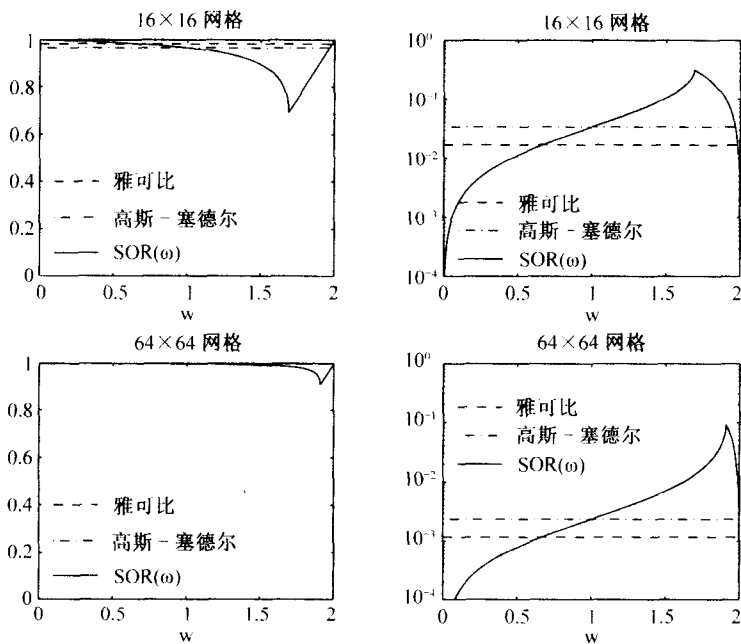 16×16 网格
1
0.8
0.6
0.4
0.2
0
雅可比
高斯-塞德尔
SOR(ω)
0
0.5
1
1.5
2
w
16×16 网格
10⁰
10⁻¹
10⁻²
10⁻³
10⁻⁴
雅可比
高斯-塞德尔
SOR(ω)
0
0.5
1
1.5
2
w
64×64 网格
1
0.8
0.6
0.4
0.2
0
雅可比
高斯-塞德尔
SOR(ω)
0
0.5
1
1.5
2
w
64×64 网格
10⁰
10⁻¹
10⁻²
10⁻³
10⁻⁴
雅可比
高斯-塞德尔
SOR(ω)
0
0.5
1
1.5
2
w